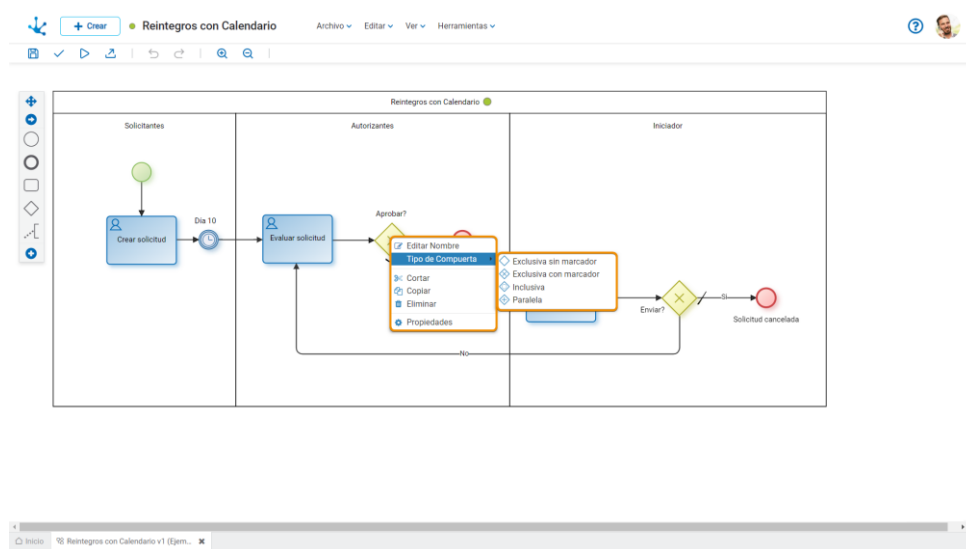 + Crear
Reintegros con Calendario
Archivo
Editar
Ver
Herramientas
Reintegros con Calendario
Solicitantes
Autorizantes
Iniciador
Crear solicitud
Día 10
Evaluar solicitud
Aprobar?
Editar Nombre
Tipo de Compuerta
Cortar
Copiar
Eliminar
Propiedades
Exclusiva sin marcador
Exclusiva con marcador
Inclusiva
Paralela
Enviar?
Si
Solicitud cancelada
No
Inicio
Reintegros con Calendario v1 (Ejem...